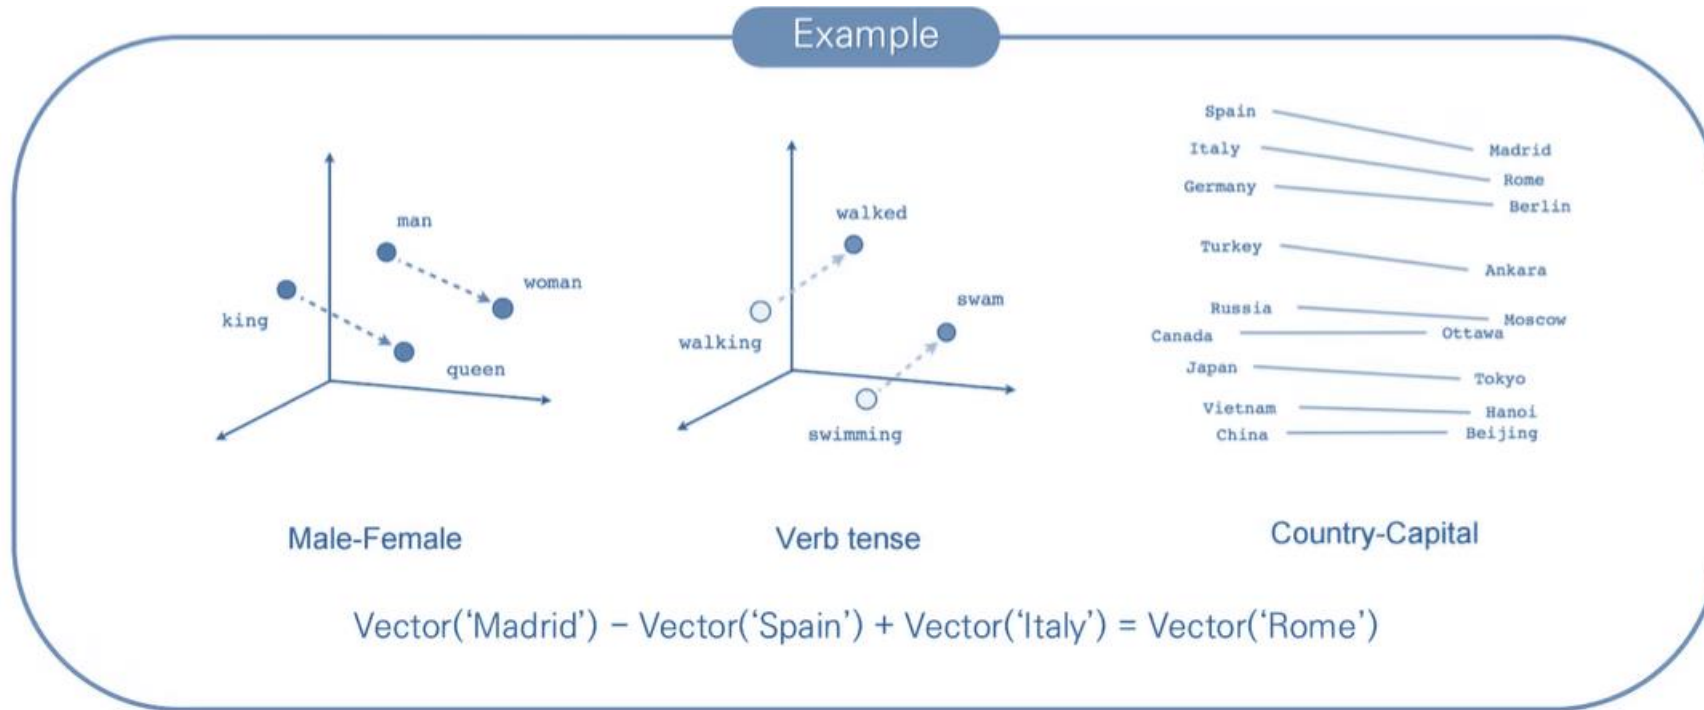 Example
man
woman
king
queen
Male-Female
walked
walking
swam
swimming
Verb tense
Spain Madrid
Italy Rome
Germany Berlin
Turkey Ankara
Russia Moscow
Canada Ottawa
Japan Tokyo
Vietnam Hanoi
China Beijing
Country-Capital
Vector(‘Madrid’) – Vector(‘Spain’) + Vector(‘Italy’) = Vector(‘Rome’)